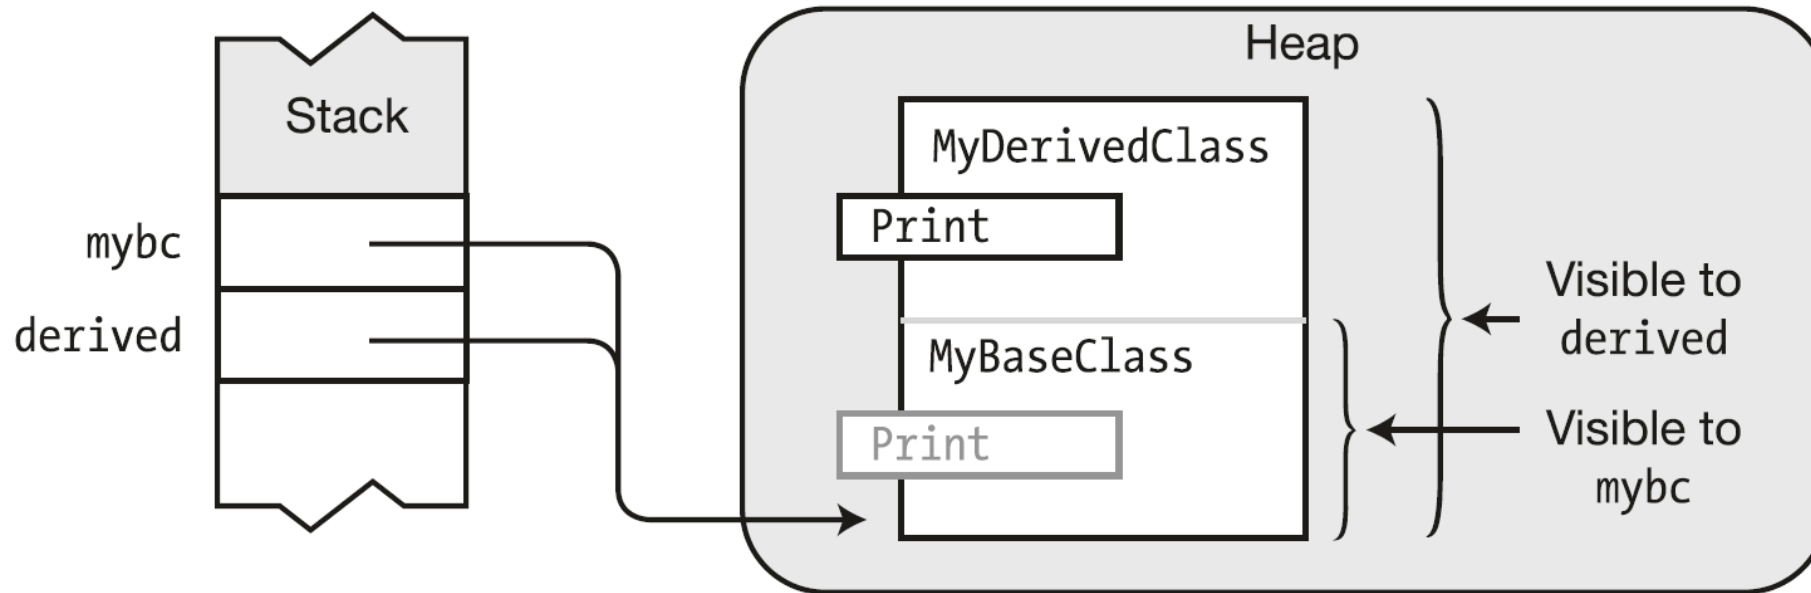 Heap
Stack
MyDerivedClass
Print
mybc
Visible to
derived
derived
MyBaseClass
Visible to
mybc
Print